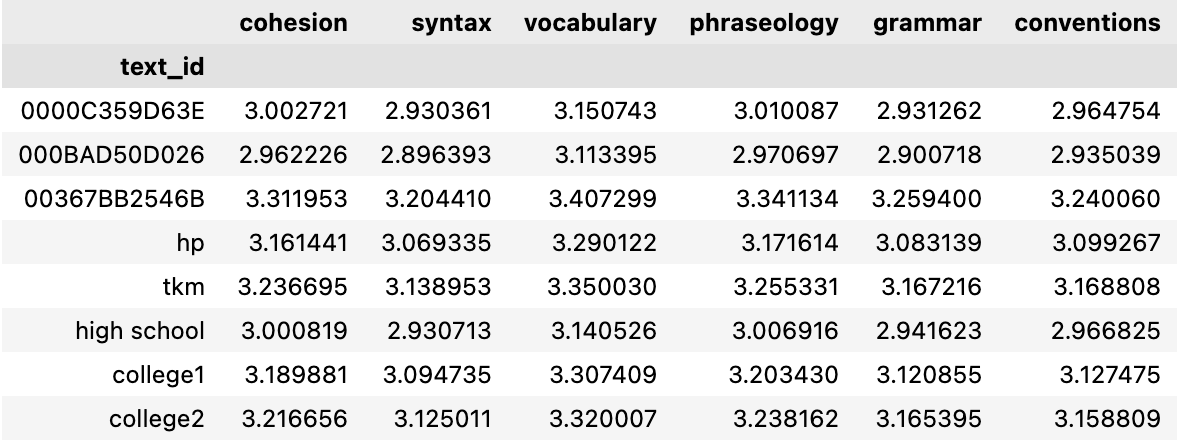 cohesion syntax vocabulary phraseology grammar conventions
text_id
0000C359D63E 3.002721 2.930361 3.150743 3.010087 2.931262 2.964754
000BAD50D026 2.962226 2.896393 3.113395 2.970697 2.900718 2.935039
00367BB2546B 3.311953 3.204410 3.407299 3.341134 3.259400 3.240060
hp 3.161441 3.069335 3.290122 3.171614 3.083139 3.099267
tkm 3.236695 3.138953 3.350030 3.255331 3.167216 3.168808
high school 3.000819 2.930713 3.140526 3.006916 2.941623 2.966825
college1 3.189881 3.094735 3.307409 3.203430 3.120855 3.127475
college2 3.216656 3.125011 3.320007 3.238162 3.165395 3.158809